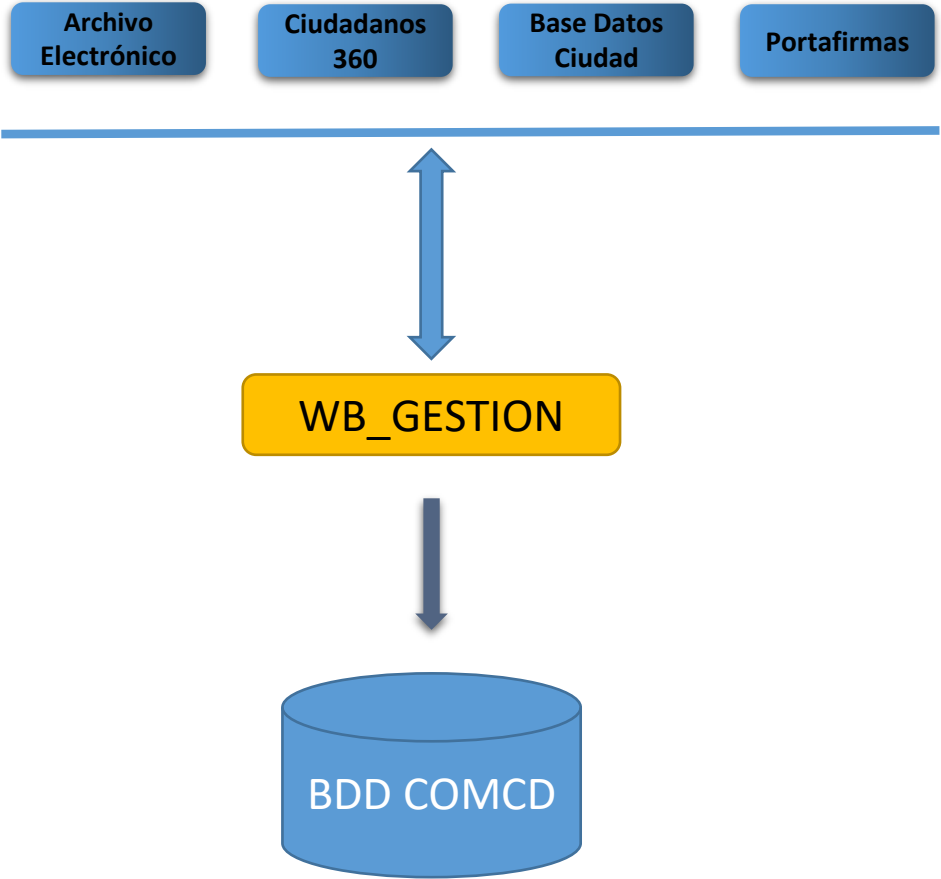 Archivo
Electrónico
Ciudadanos
360
Base Datos
Ciudad
Portafirmas
WB_GESTION
BDD COMCD